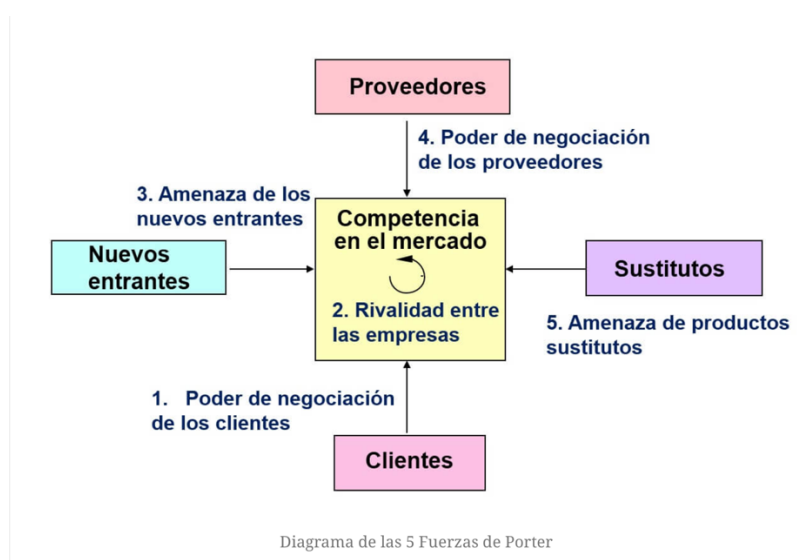 Proveedores
4. Poder de negociación
de los proveedores
3. Amenaza de los
nuevos entrantes
Competencia
en el mercado
Nuevos
entrantes
Sustitutos
2. Rivalidad entre
las empresas
5. Amenaza de productos
sustitutos
1. Poder de negociación
de los clientes
Clientes
Diagrama de las 5 Fuerzas de Porter